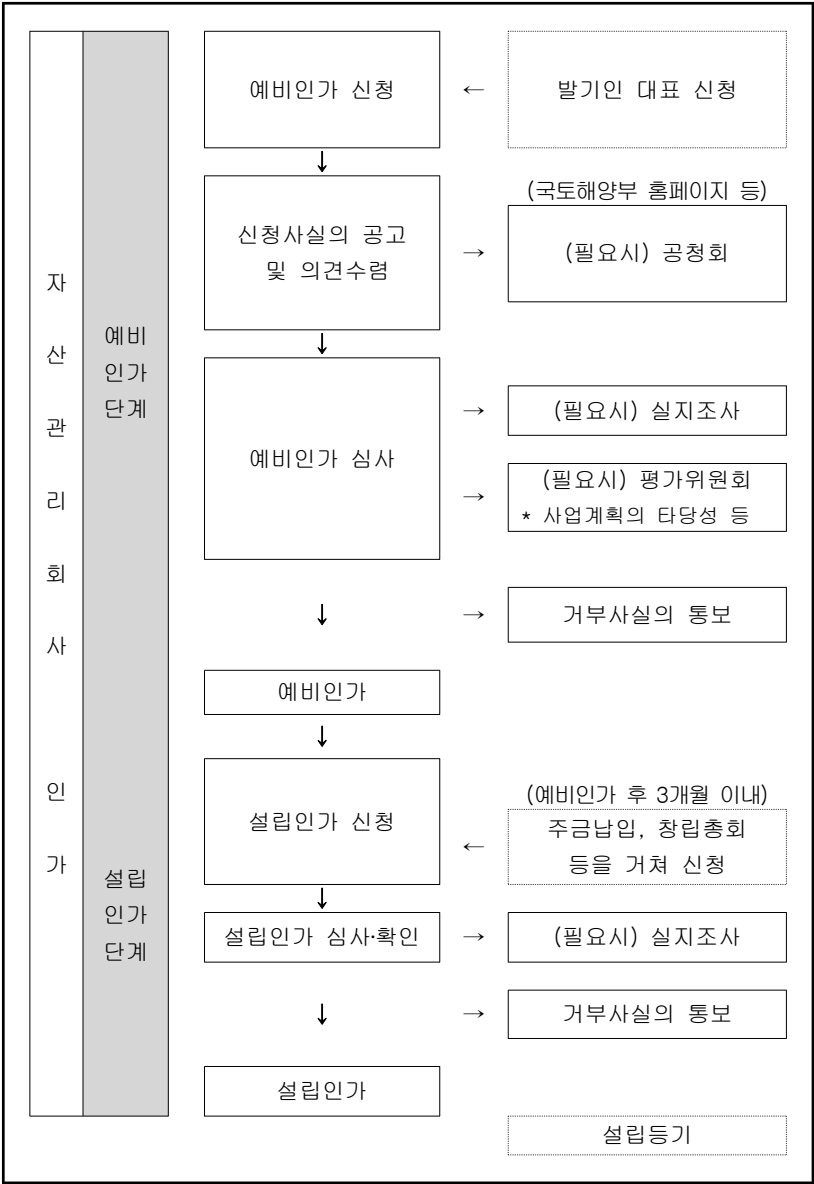 자
산
관
리
회
사
인
가
예비
인가
단계
예비인가 신청
←
발기인 대표 신청
↓
신청사실의 공고
및 의견수렴
→
(국토해양부 홈페이지 등)
(필요시) 공청회
↓
예비인가 심사
→
(필요시) 실지조사
→
(필요시) 평가위원회
* 사업계획의 타당성 등
↓
→
거부사실의 통보
예비인가
↓
설립
인가
단계
설립인가 신청
←
(예비인가 후 3개월 이내)
주금납입, 창립총회
등을 거쳐 신청
↓
설립인가 심사·확인
→
(필요시) 실지조사
↓
→
거부사실의 통보
설립인가
설립등기